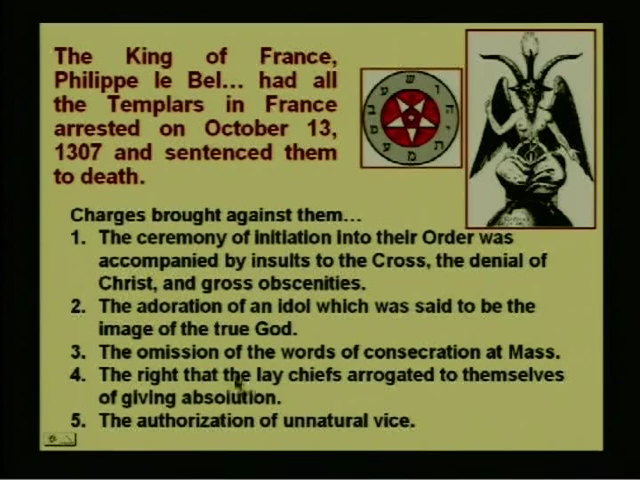 The King of France,
Philippe le Bel... had all
the Templars in France
arrested on October 13,
1307 and sentenced them
to death.
Charges brought against them...
1. The ceremony of initiation into their Order was
accompanied by insults to the Cross, the denial of
Christ, and gross obscenities.
2. The adoration of an idol which was said to be the
image of the true God.
3. The omission of the words of consecration at Mass.
4. The right that the lay chiefs arrogated to themselves
of giving absolution.
5. The authorization of unnatural vice.